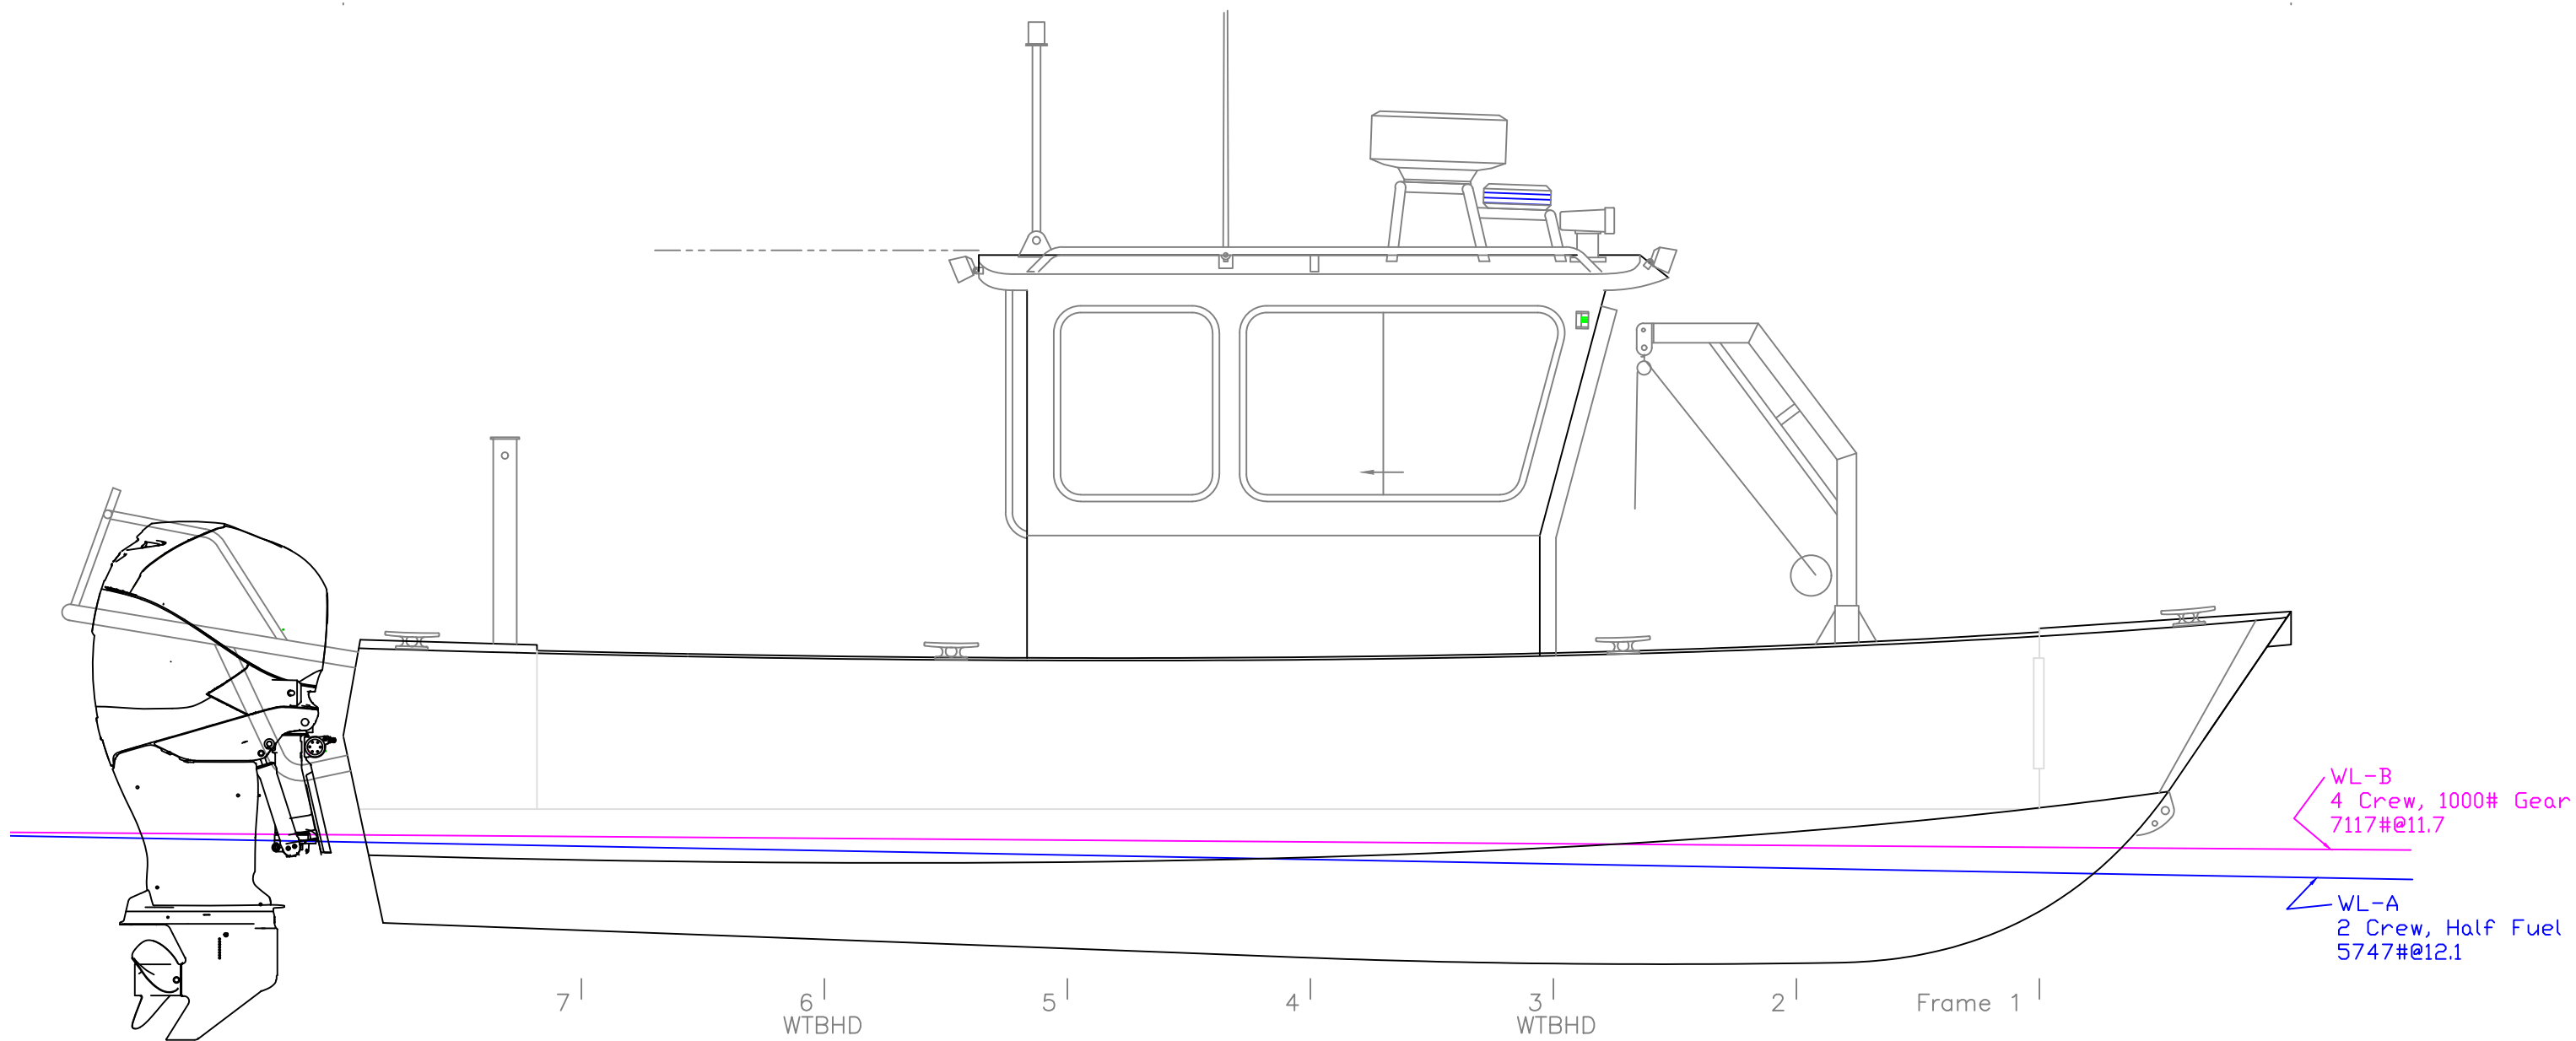 WL-B
4 Crew, 1000# Gear
7117#@11.7
WL-A
2 Crew, Half Fuel
5747#@12.1
7 6 5 4 3 2 Frame 1
WTBHD WTBHD